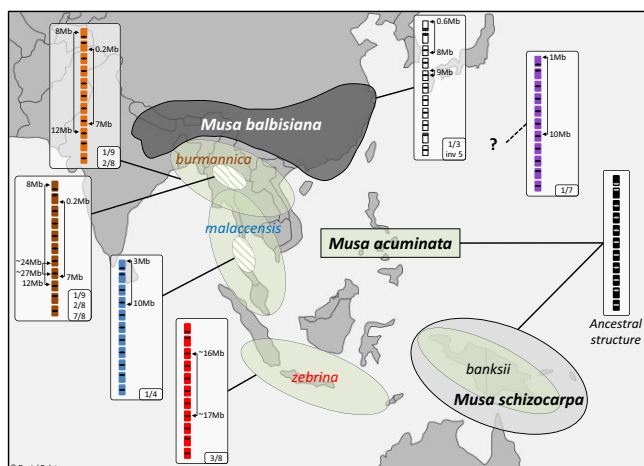 8Mb
0.2Mb
7Mb
12Mb
1/9
2/8
0.6Mb
8Mb
9Mb
1/3
inv 5
1Mb
10Mb
1/7
?
Musa balbisiana
burmannica
8Mb
0.2Mb
~24Mb
~27Mb
7Mb
12Mb
1/9
2/8
7/8
malaccensis
3Mb
10Mb
1/4
Musa acuminata
Ancestral
structure
~16Mb
~17Mb
3/8
zebrina
banksii
Musa schizocarpa